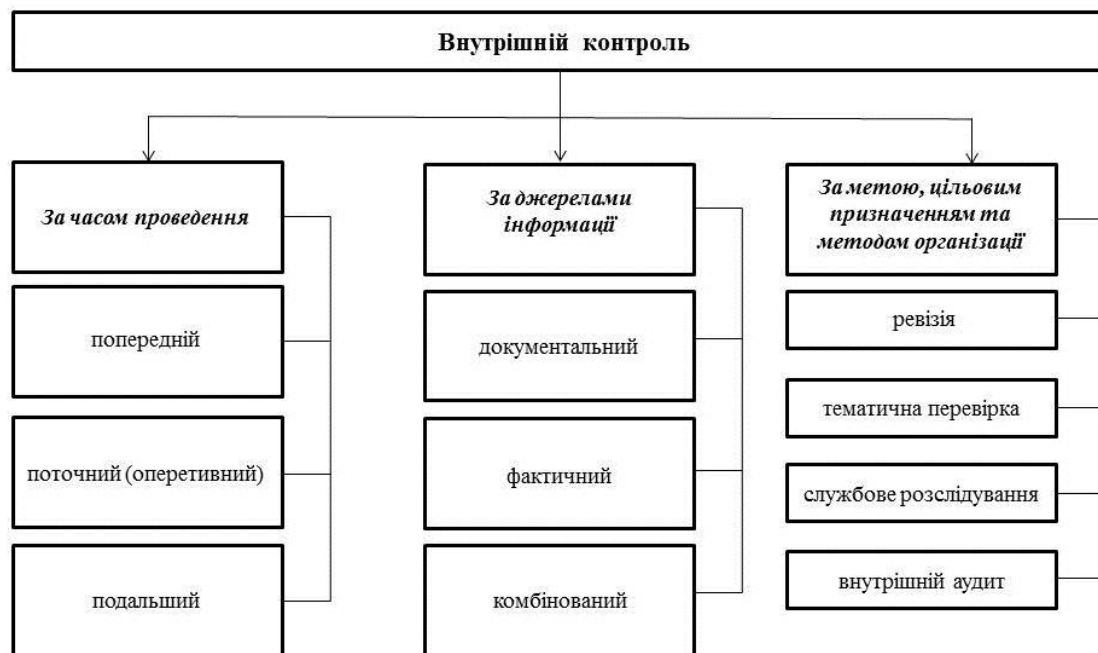 Внутрішній контроль
За часом проведення
попередній
поточний (оперетивний)
подальший
За джерелами
інформації
документальний
фактичний
комбінований
За метою, цільовим
призначенням та
методом організації
ревізія
тематична перевірка
службове розслідування
внутрішній аудит